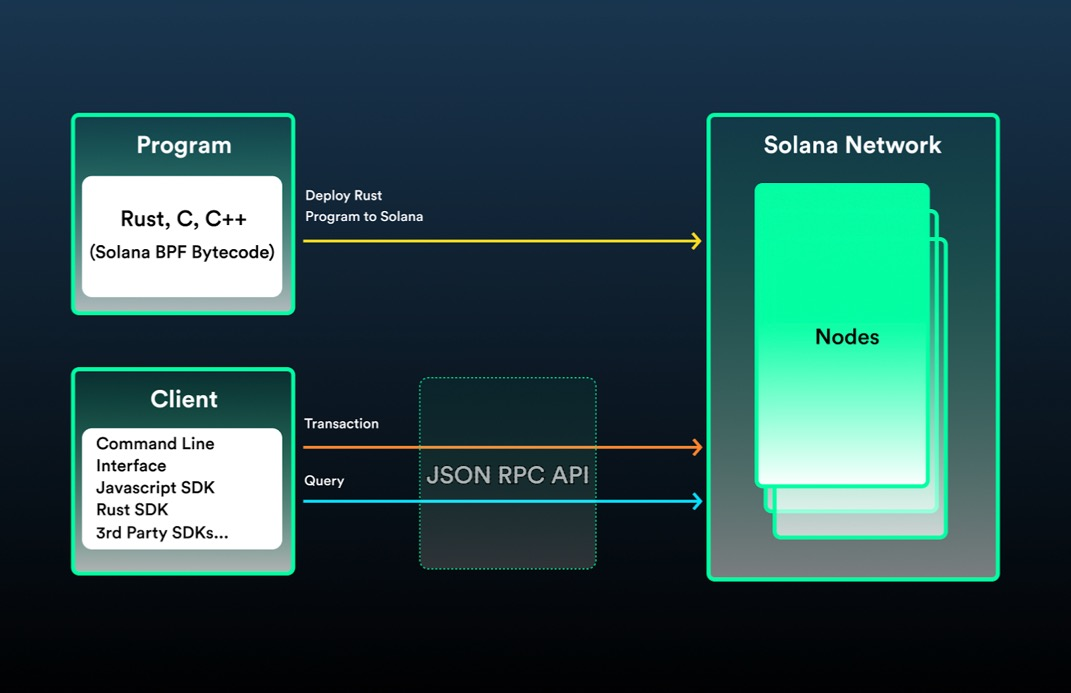 Program
Rust, C, C++
(Solana BPF Bytecode)
Deploy Rust
Program to Solana
Solana Network
Nodes
Client
Command Line
Interface
Javascript SDK
Rust SDK
3rd Party SDKs...
Transaction
Query
JSON RPC API